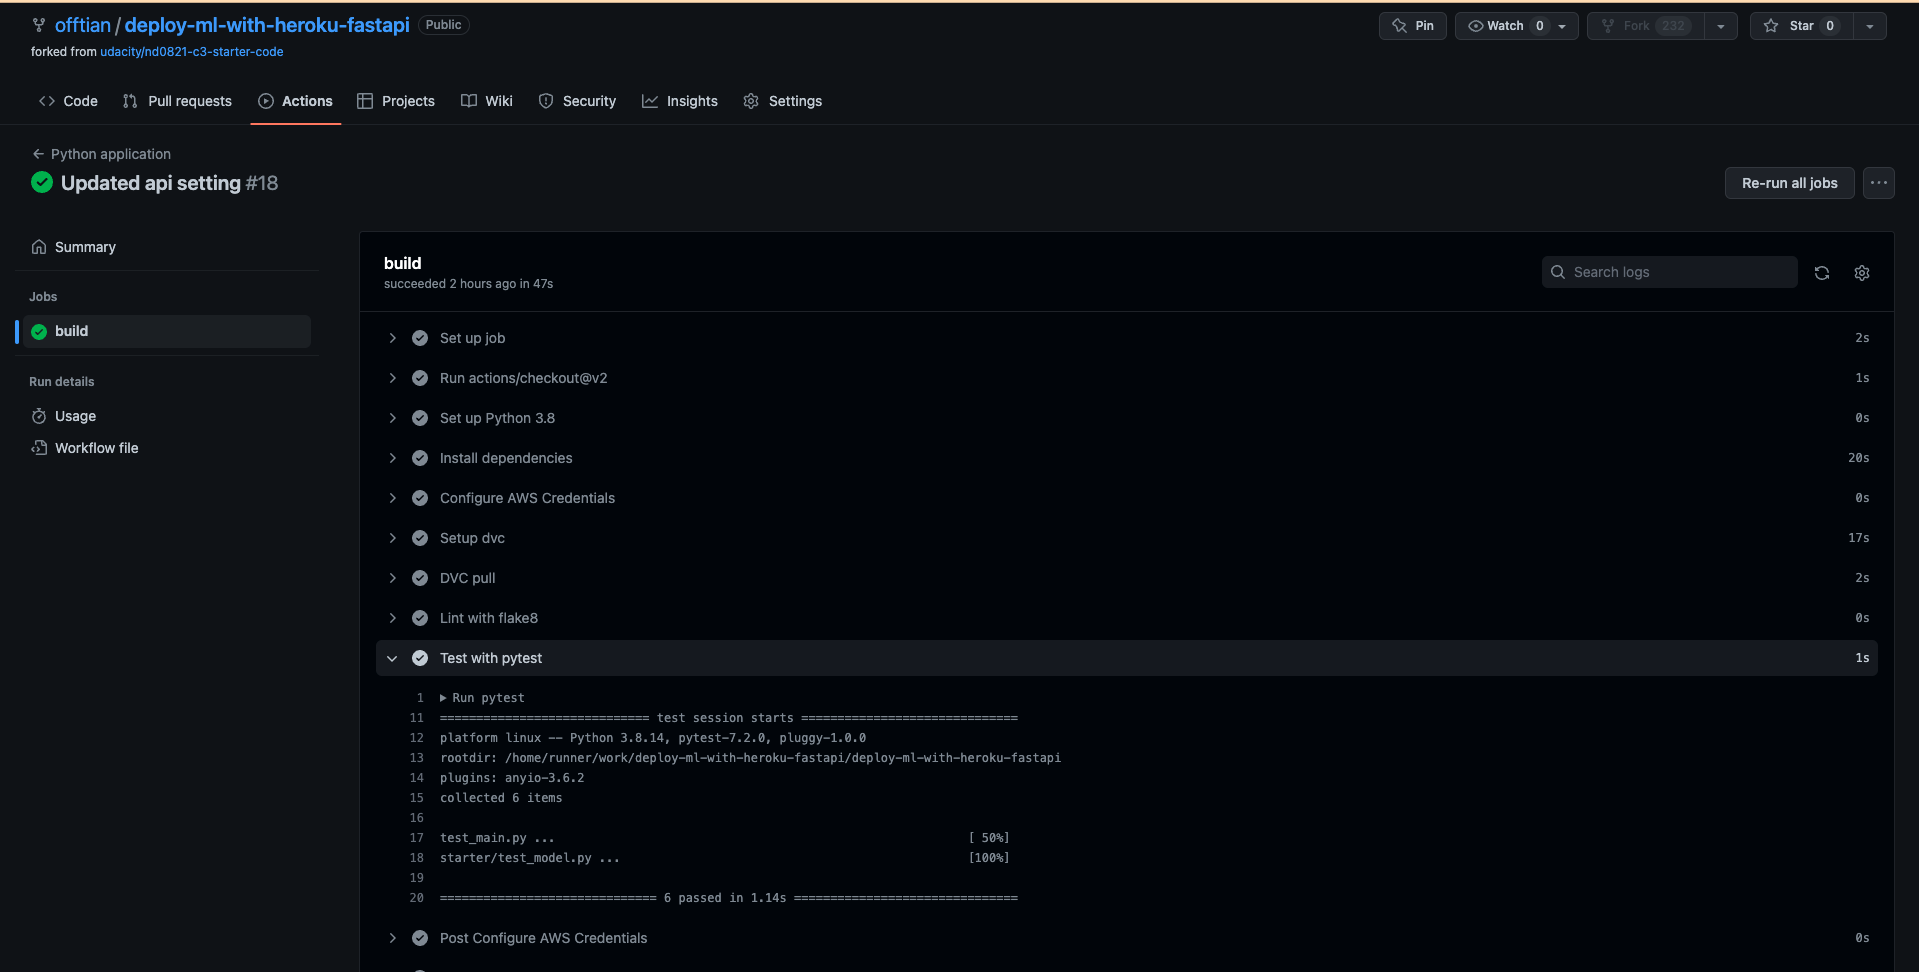 offtian / deploy-ml-with-heroku-fastapi Public
Pin Watch 0 Fork 232 Star 0
forked from udacity/nd0821-c3-starter-code
Code Pull requests Actions Projects Wiki Security Insights Settings
← Python application
Updated api setting #18
Re-run all jobs ...
Summary
Jobs
build
Run details
Usage
Workflow file
build
succeeded 2 hours ago in 47s
Search logs
Set up job 2s
Run actions/checkout@v2 1s
Set up Python 3.8 0s
Install dependencies 20s
Configure AWS Credentials 0s
Setup dvc 17s
DVC pull 2s
Lint with flake8 0s
Test with pytest 1s
1 ▶ Run pytest
11 ============================= test session starts ==============================
12 platform linux -- Python 3.8.14, pytest-7.2.0, pluggy-1.0.0
13 rootdir: /home/runner/work/deploy-ml-with-heroku-fastapi/deploy-ml-with-heroku-fastapi
14 plugins: anyio-3.6.2
15 collected 6 items
16
17 test_main.py ... [ 50%]
18 starter/test_model.py ... [100%]
19
20 ============================== 6 passed in 1.14s ===============================
Post Configure AWS Credentials 0s